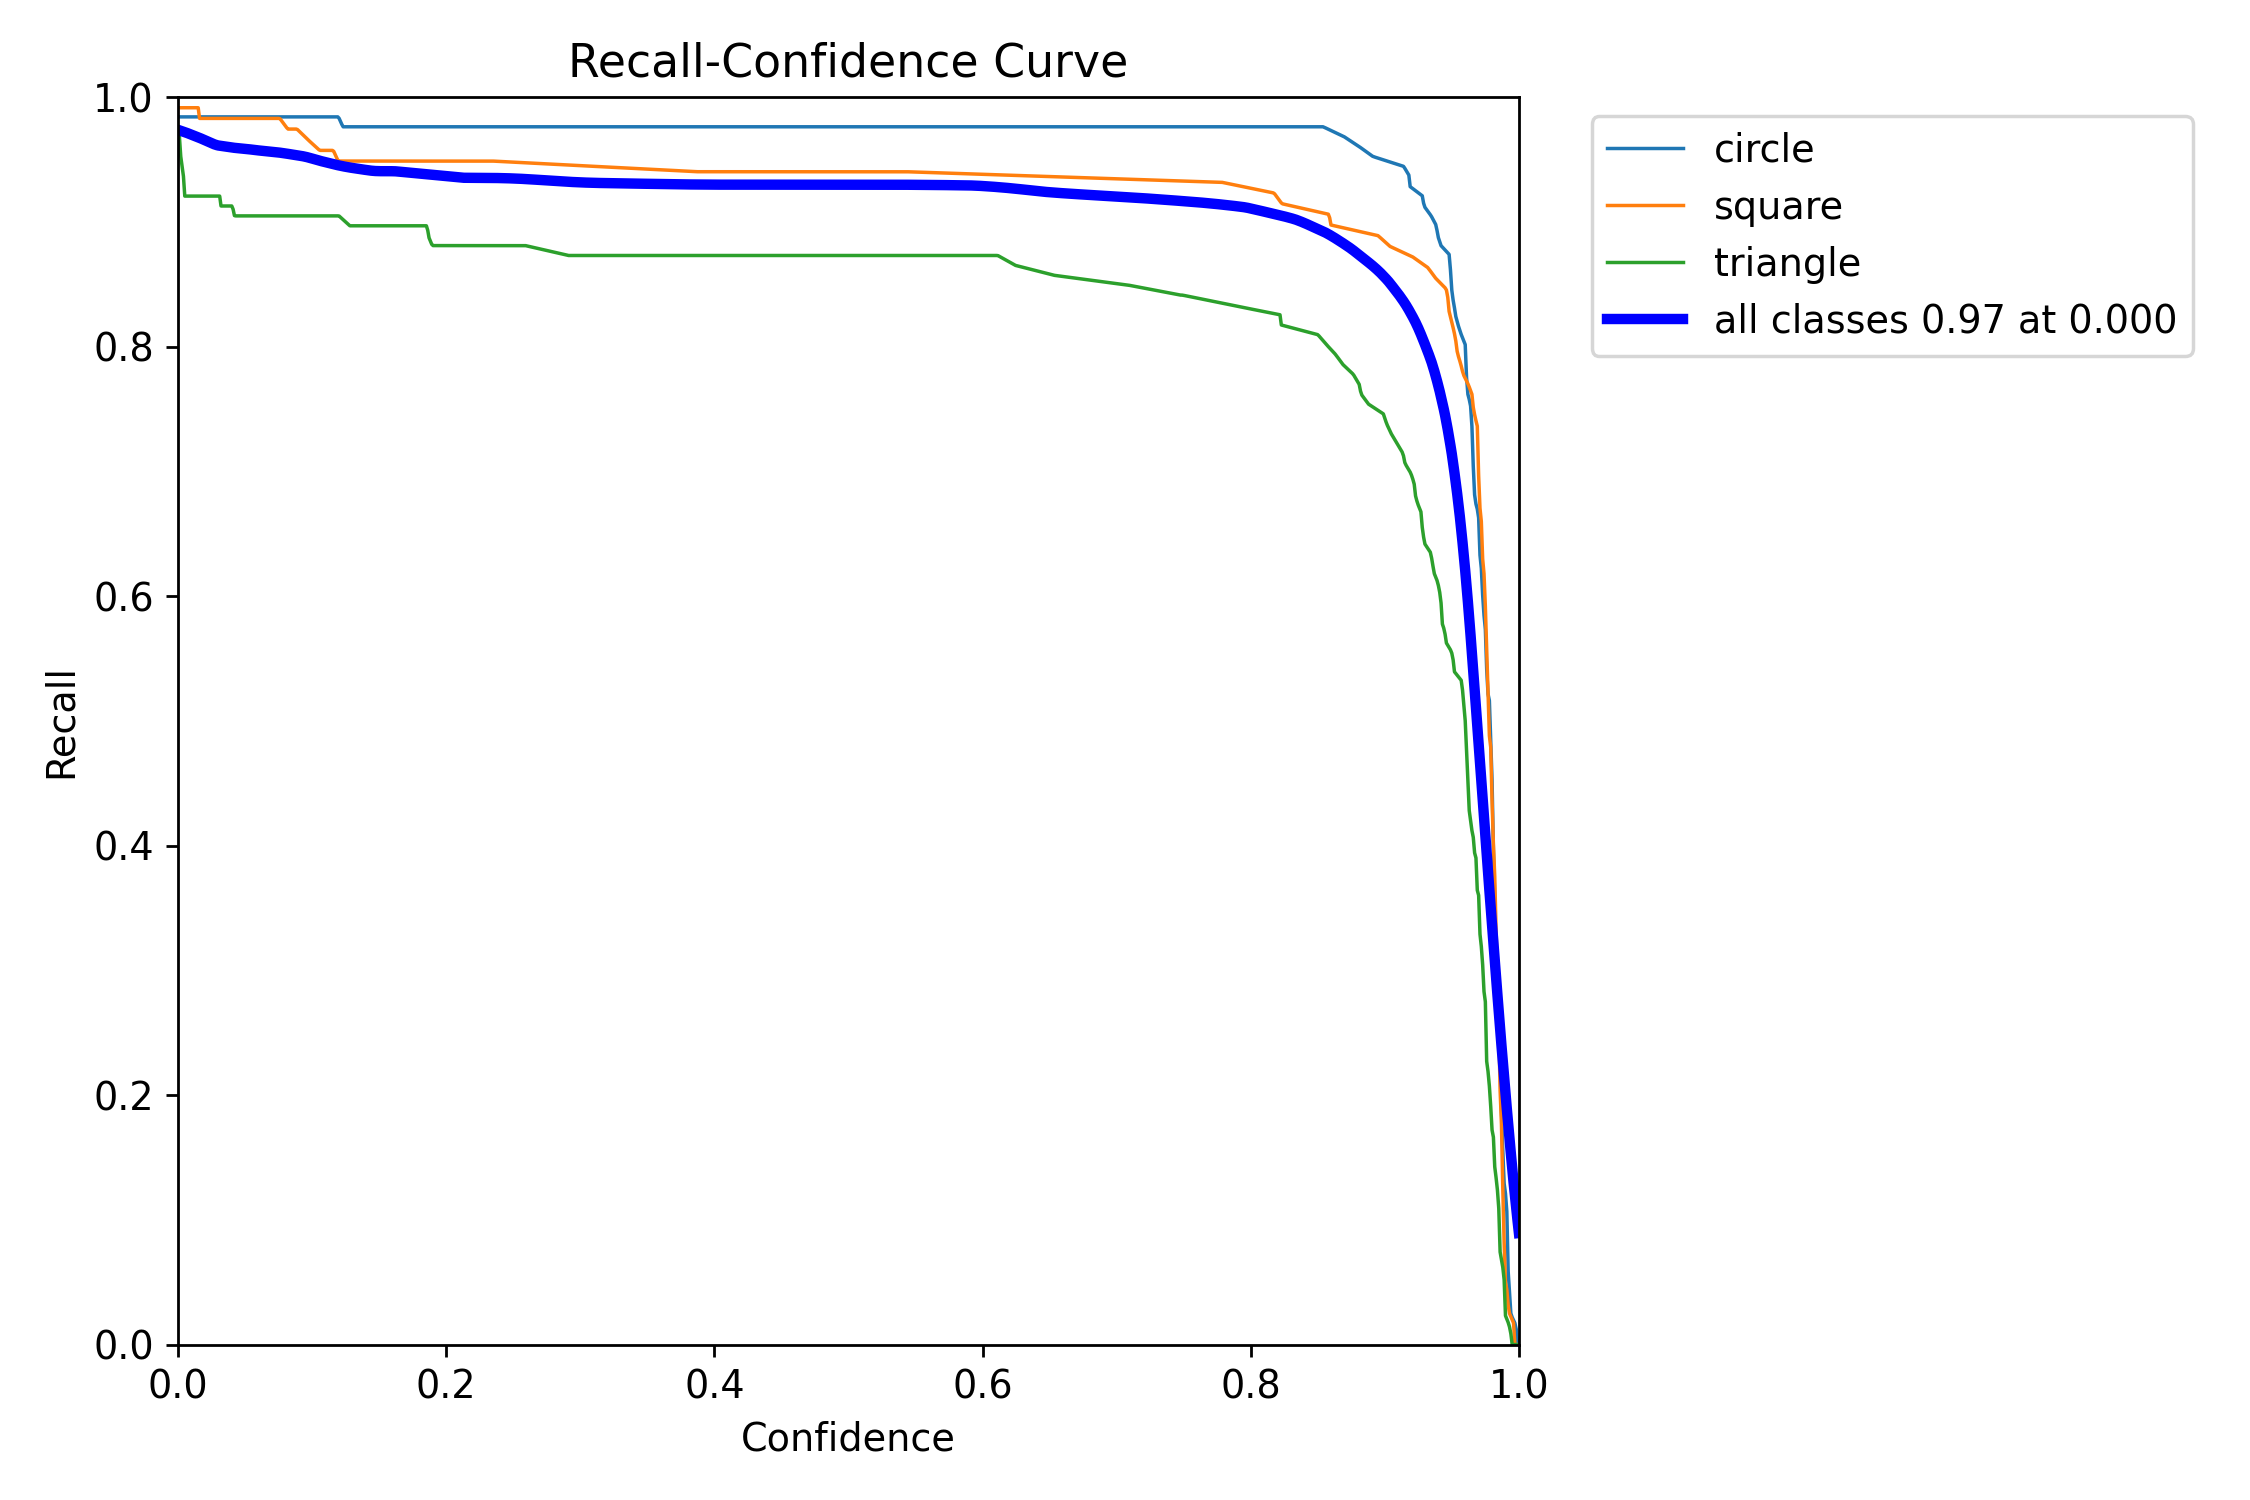 Recall-Confidence Curve
1.0
0.8
0.6
0.4
0.2
0.0
Recall
0.0 0.2 0.4 0.6 0.8 1.0
Confidence
circle
square
triangle
all classes 0.97 at 0.000